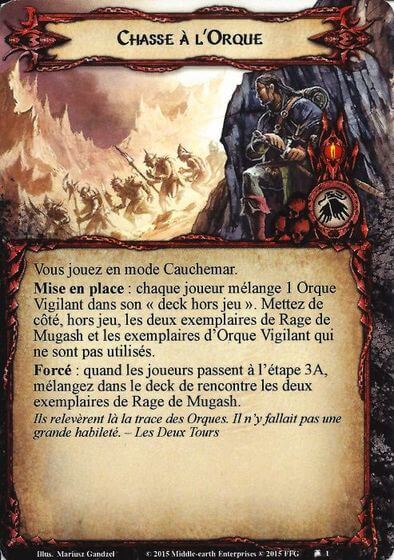 CHASSE À L'ORQUE
Vous jouez en mode Cauchemar.
Mise en place : chaque joueur mélange 1 Orque
Vigilant dans son « deck hors jeu ». Mettez de
côté, hors jeu, les deux exemplaires de Rage de
Mugash et les exemplaires d'Orque Vigilant qui
ne sont pas utilisés.
Forcé : quand les joueurs passent à l'étape 3A,
mélangez dans le deck de rencontre les deux
exemplaires de Rage de Mugash.
Ils relevèrent là la trace des Orques. Il n'y fallait pas une
grande habileté. – Les Deux Tours
Illus. Mariusz Gandzel © 2015 Middle-earth Enterprises © 2015 FFG 1